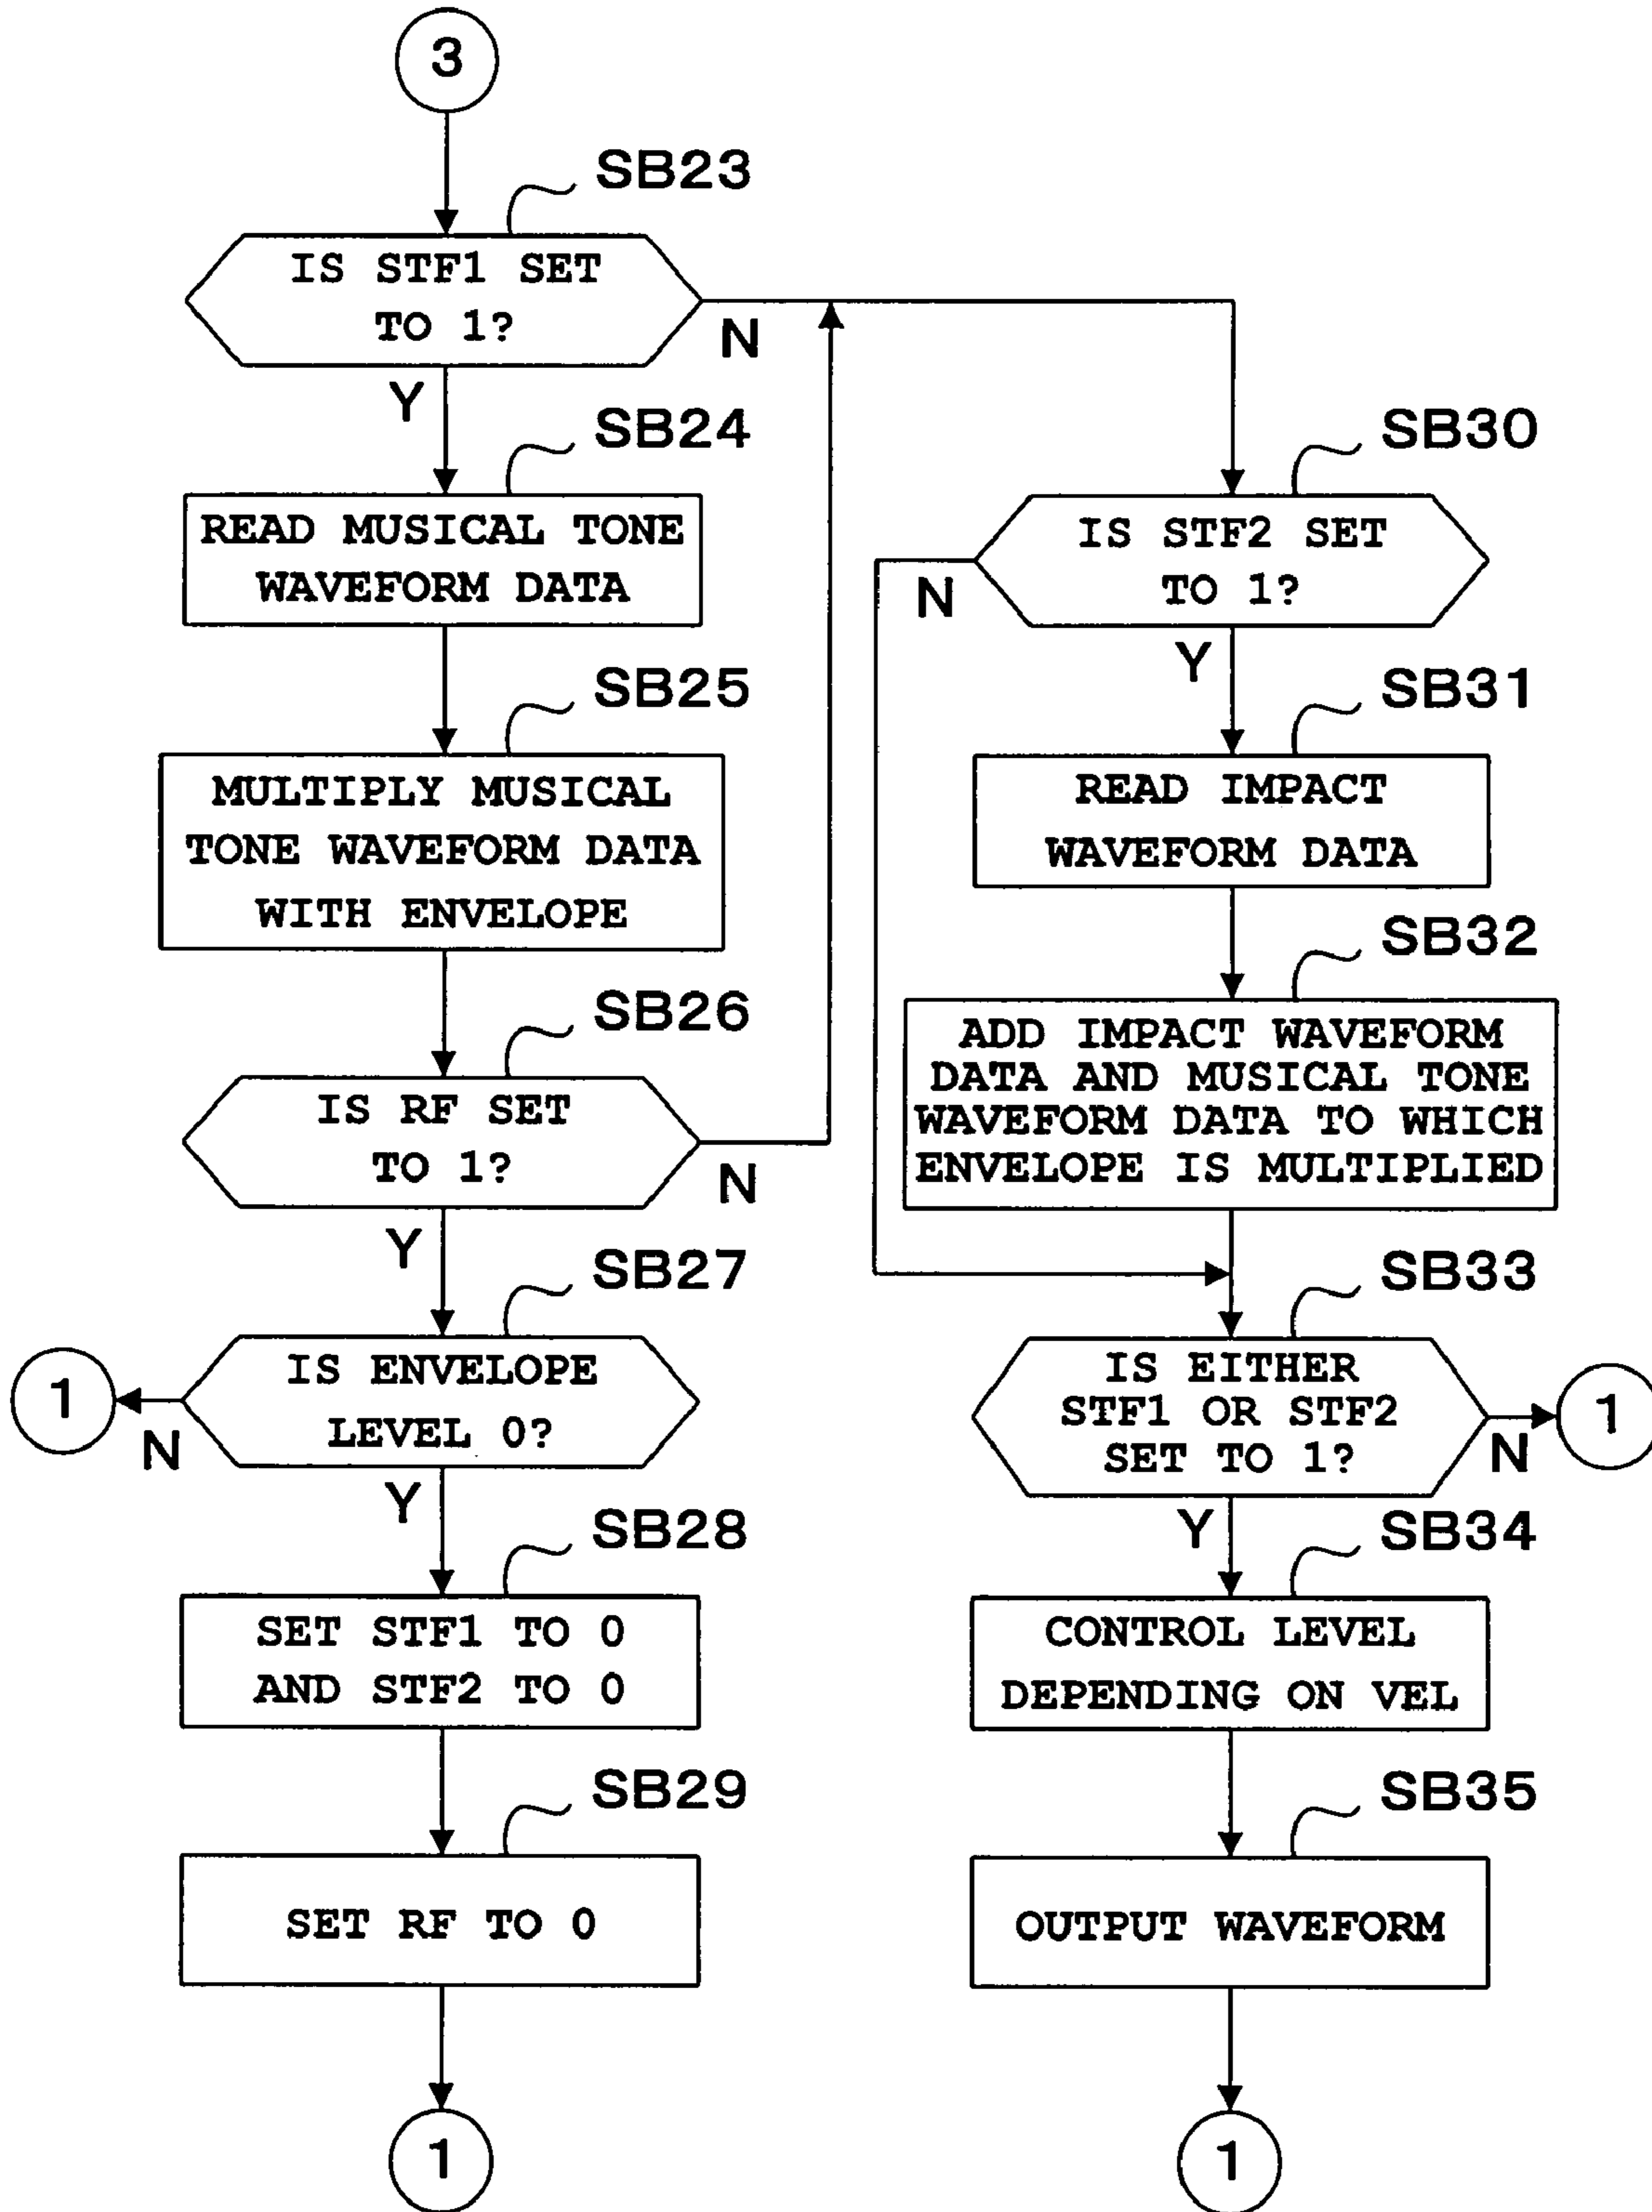 3
SB23
IS STF1 SET
TO 1?
N
Y
SB24
READ MUSICAL TONE
WAVEFORM DATA
SB25
MULTIPLY MUSICAL
TONE WAVEFORM DATA
WITH ENVELOPE
SB26
IS RF SET
TO 1?
N
Y
SB27
IS ENVELOPE
LEVEL 0?
1
N
Y
SB28
SET STF1 TO 0
AND STF2 TO 0
SB29
SET RF TO 0
1
SB30
IS STF2 SET
TO 1?
N
Y
SB31
READ IMPACT
WAVEFORM DATA
SB32
ADD IMPACT WAVEFORM
DATA AND MUSICAL TONE
WAVEFORM DATA TO WHICH
ENVELOPE IS MULTIPLIED
SB33
IS EITHER
STF1 OR STF2
SET TO 1?
1
N
Y
SB34
CONTROL LEVEL
DEPENDING ON VEL
SB35
OUTPUT WAVEFORM
1